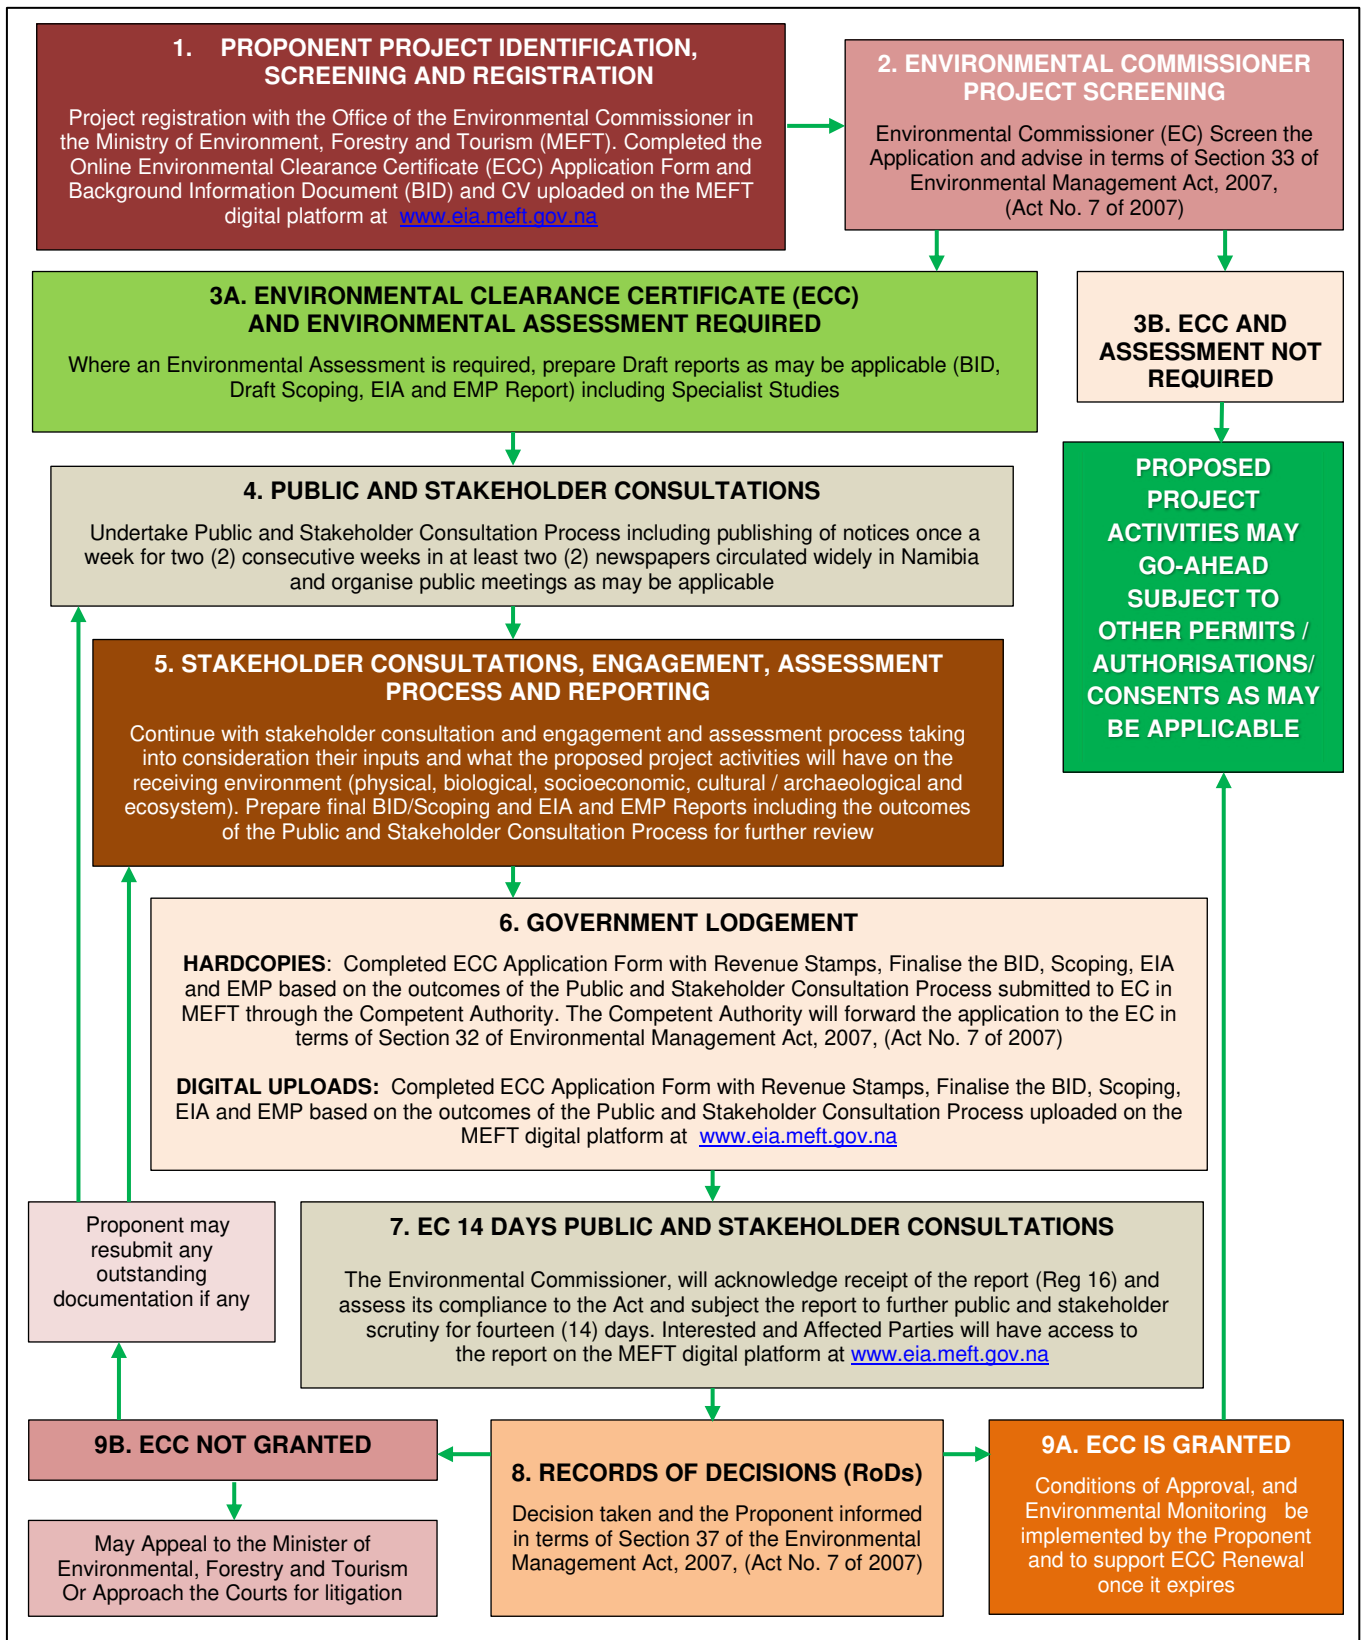 1. PROPONENT PROJECT IDENTIFICATION,
SCREENING AND REGISTRATION
Project registration with the Office of the Environmental Commissioner in
the Ministry of Environment, Forestry and Tourism (MEFT). Completed the
Online Environmental Clearance Certificate (ECC) Application Form and
Background Information Document (BID) and CV uploaded on the MEFT
digital platform at www.eia.meft.gov.na
2. ENVIRONMENTAL COMMISSIONER
PROJECT SCREENING
Environmental Commissioner (EC) Screen the
Application and advise in terms of Section 33 of
Environmental Management Act, 2007,
(Act No. 7 of 2007)
3A. ENVIRONMENTAL CLEARANCE CERTIFICATE (ECC)
AND ENVIRONMENTAL ASSESSMENT REQUIRED
Where an Environmental Assessment is required, prepare Draft reports as may be applicable (BID,
Draft Scoping, EIA and EMP Report) including Specialist Studies
3B. ECC AND
ASSESSMENT NOT
REQUIRED
PROPOSED
PROJECT
ACTIVITIES MAY
GO-AHEAD
SUBJECT TO
OTHER PERMITS /
AUTHORISATIONS/
CONSENTS AS MAY
BE APPLICABLE
4. PUBLIC AND STAKEHOLDER CONSULTATIONS
Undertake Public and Stakeholder Consultation Process including publishing of notices once a
week for two (2) consecutive weeks in at least two (2) newspapers circulated widely in Namibia
and organise public meetings as may be applicable
5. STAKEHOLDER CONSULTATIONS, ENGAGEMENT, ASSESSMENT
PROCESS AND REPORTING
Continue with stakeholder consultation and engagement and assessment process taking
into consideration their inputs and what the proposed project activities will have on the
receiving environment (physical, biological, socioeconomic, cultural / archaeological and
ecosystem). Prepare final BID/Scoping and EIA and EMP Reports including the outcomes
of the Public and Stakeholder Consultation Process for further review
6. GOVERNMENT LODGEMENT
HARDCOPIES: Completed ECC Application Form with Revenue Stamps, Finalise the BID, Scoping, EIA
and EMP based on the outcomes of the Public and Stakeholder Consultation Process submitted to EC in
MEFT through the Competent Authority. The Competent Authority will forward the application to the EC in
terms of Section 32 of Environmental Management Act, 2007, (Act No. 7 of 2007)
DIGITAL UPLOADS: Completed ECC Application Form with Revenue Stamps, Finalise the BID, Scoping,
EIA and EMP based on the outcomes of the Public and Stakeholder Consultation Process uploaded on the
MEFT digital platform at www.eia.meft.gov.na
Proponent may
resubmit any
outstanding
documentation if any
7. EC 14 DAYS PUBLIC AND STAKEHOLDER CONSULTATIONS
The Environmental Commissioner, will acknowledge receipt of the report (Reg 16) and
assess its compliance to the Act and subject the report to further public and stakeholder
scrutiny for fourteen (14) days. Interested and Affected Parties will have access to
the report on the MEFT digital platform at www.eia.meft.gov.na
9B. ECC NOT GRANTED
May Appeal to the Minister of
Environmental, Forestry and Tourism
Or Approach the Courts for litigation
8. RECORDS OF DECISIONS (RoDs)
Decision taken and the Proponent informed
in terms of Section 37 of the Environmental
Management Act, 2007, (Act No. 7 of 2007)
9A. ECC IS GRANTED
Conditions of Approval, and
Environmental Monitoring be
implemented by the Proponent
and to support ECC Renewal
once it expires